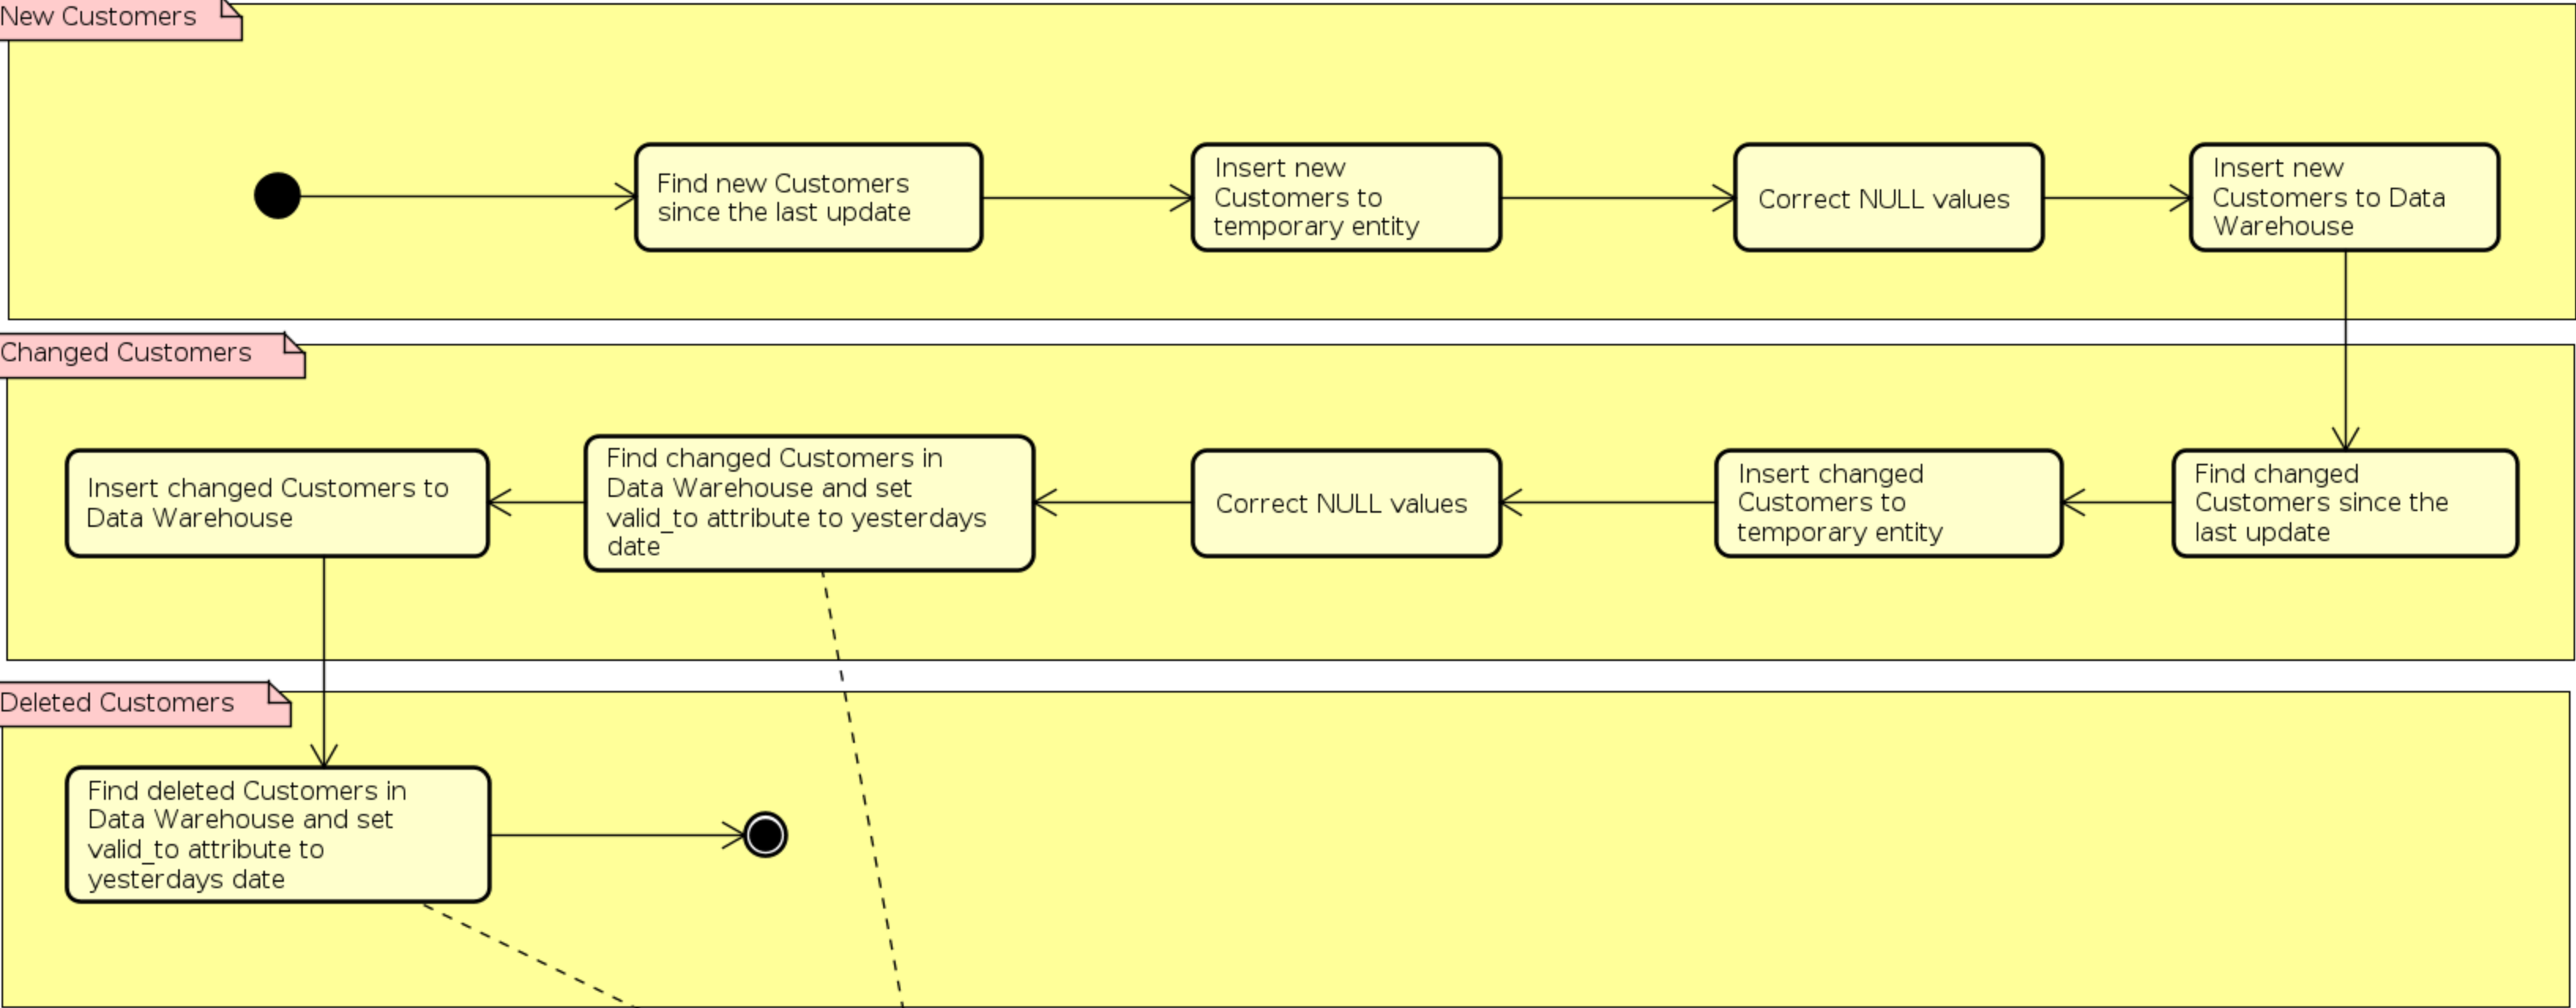 New Customers
Find new Customers
since the last update
Insert new
Customers to
temporary entity
Correct NULL values
Insert new
Customers to Data
Warehouse
Changed Customers
Insert changed Customers to
Data Warehouse
Find changed Customers in
Data Warehouse and set
valid_to attribute to yesterdays
date
Correct NULL values
Insert changed
Customers to
temporary entity
Find changed
Customers since the
last update
Deleted Customers
Find deleted Customers in
Data Warehouse and set
valid_to attribute to
yesterdays date